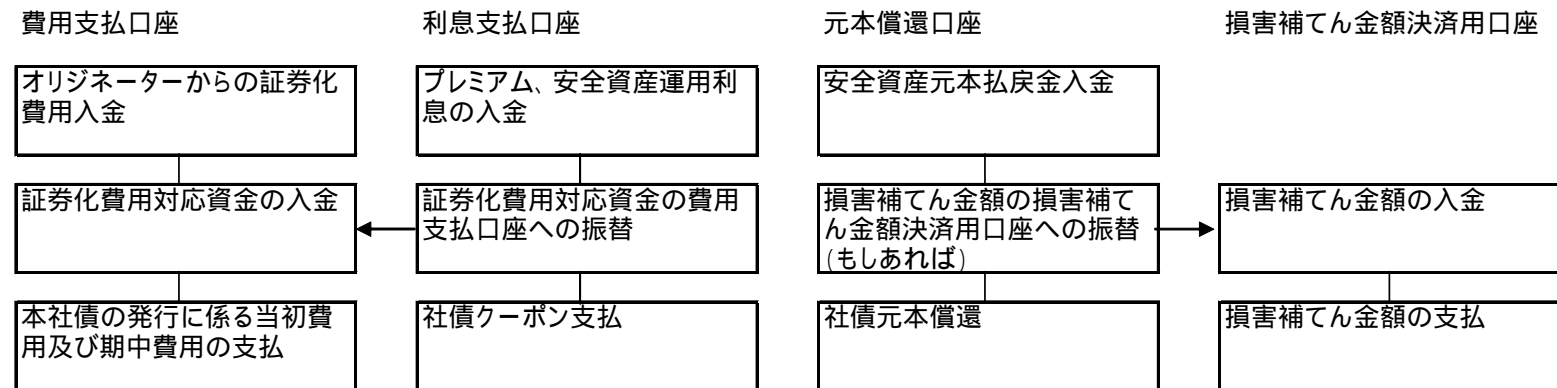 費用支払口座
利息支払口座
元本償還口座
損害補てん金額決済用口座
オリジネーターからの証券化
費用入金
プレミアム、安全資産運用利
息の入金
安全資産元本払戻金入金
証券化費用対応資金の入金
証券化費用対応資金の費用
支払口座への振替
損害補てん金額の損害補て
ん金額決済用口座への振替
(もしあれば)
損害補てん金額の入金
本社債の発行に係る当初費
用及び期中費用の支払
社債クーポン支払
社債元本償還
損害補てん金額の支払